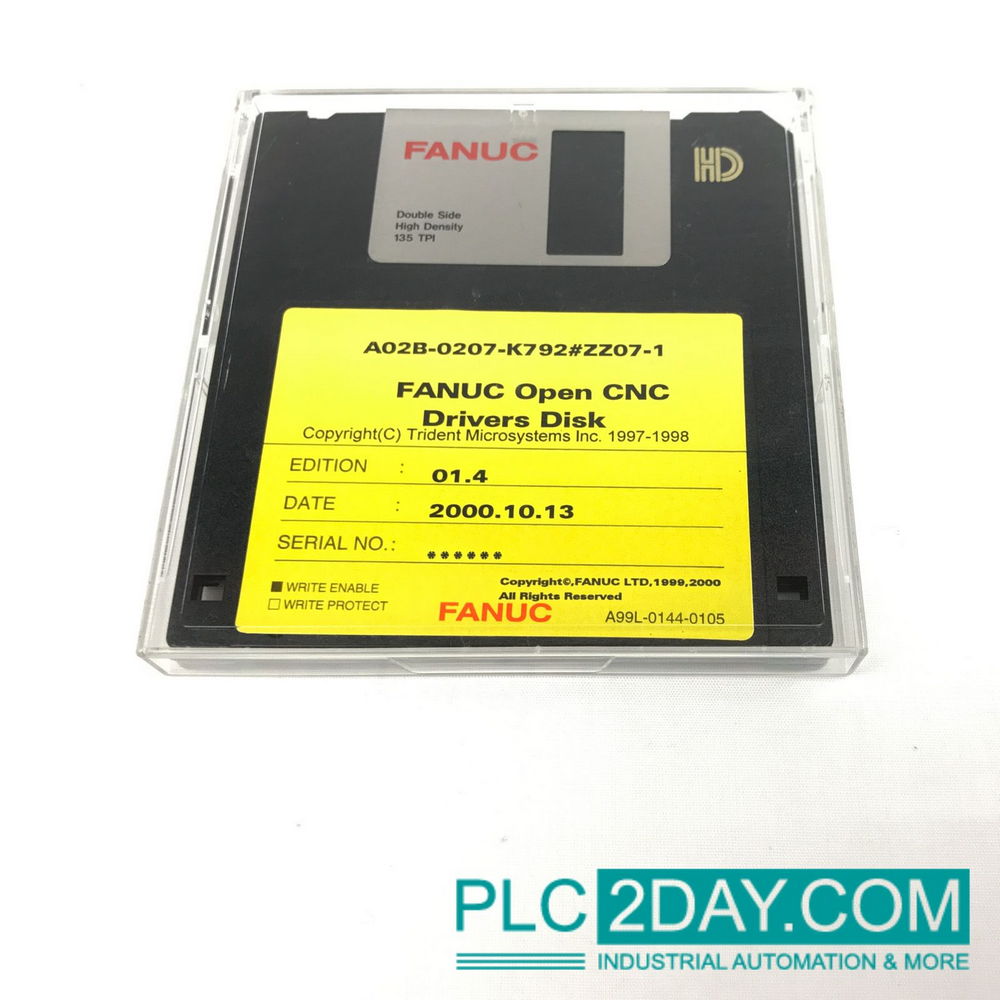 FANUC
HD
Double Side
High Density
135 TPI
A02B-0207-K792#ZZ07-1
FANUC Open CNC
Drivers Disk
Copyright(C) Trident Microsystems Inc. 1997-1998
EDITION : 01.4
DATE : 2000.10.13
SERIAL NO.: ******
■ WRITE ENABLE
□ WRITE PROTECT
Copyright©,FANUC LTD,1999,2000
All Rights Reserved
FANUC A99L-0144-0105
PLC2DAY.COM
INDUSTRIAL AUTOMATION & MORE